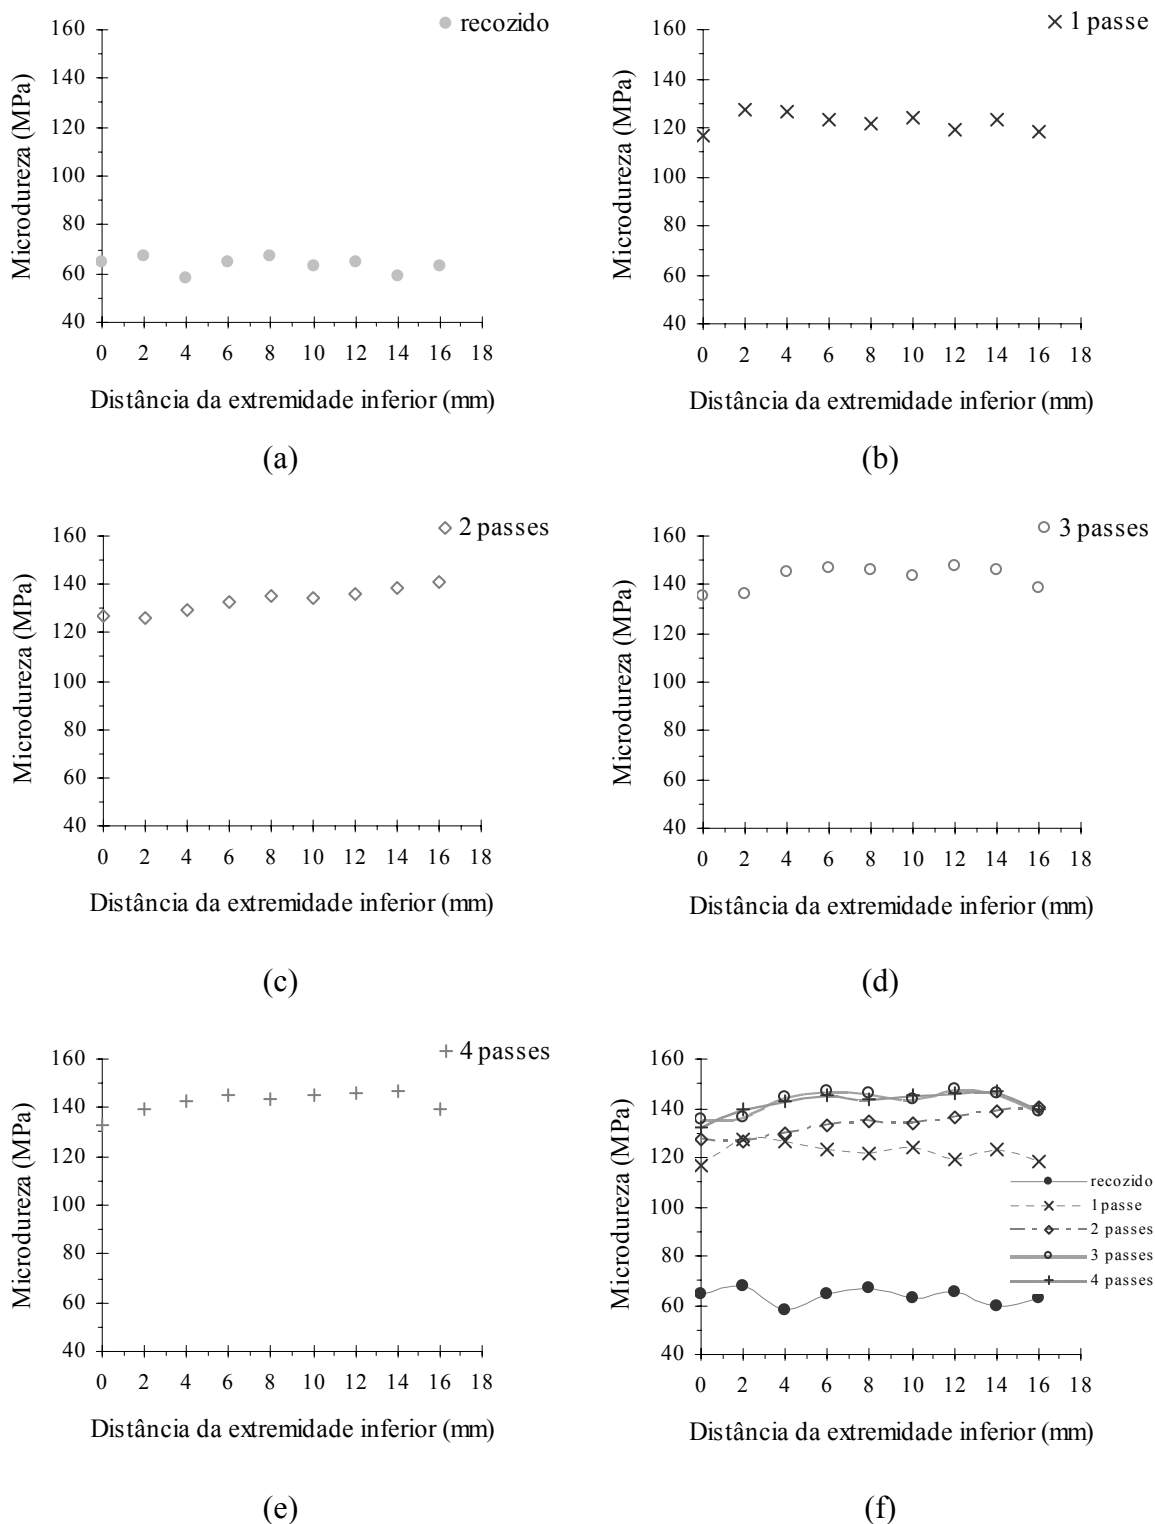 recozido
160
140
120
100
80
60
40
Microdureza (MPa)
0 2 4 6 8 10 12 14 16 18
Distância da extremidade inferior (mm)
(a)
1 passe
160
140
120
100
80
60
40
Microdureza (MPa)
0 2 4 6 8 10 12 14 16 18
Distância da extremidade inferior (mm)
(b)
2 passes
160
140
120
100
80
60
40
Microdureza (MPa)
0 2 4 6 8 10 12 14 16 18
Distância da extremidade inferior (mm)
(c)
3 passes
160
140
120
100
80
60
40
Microdureza (MPa)
0 2 4 6 8 10 12 14 16 18
Distância da extremidade inferior (mm)
(d)
4 passes
160
140
120
100
80
60
40
Microdureza (MPa)
0 2 4 6 8 10 12 14 16 18
Distância da extremidade inferior (mm)
(e)
160
140
120
100
80
60
40
Microdureza (MPa)
recozido
1 passe
2 passes
3 passes
4 passes
0 2 4 6 8 10 12 14 16 18
Distância da extremidade inferior (mm)
(f)